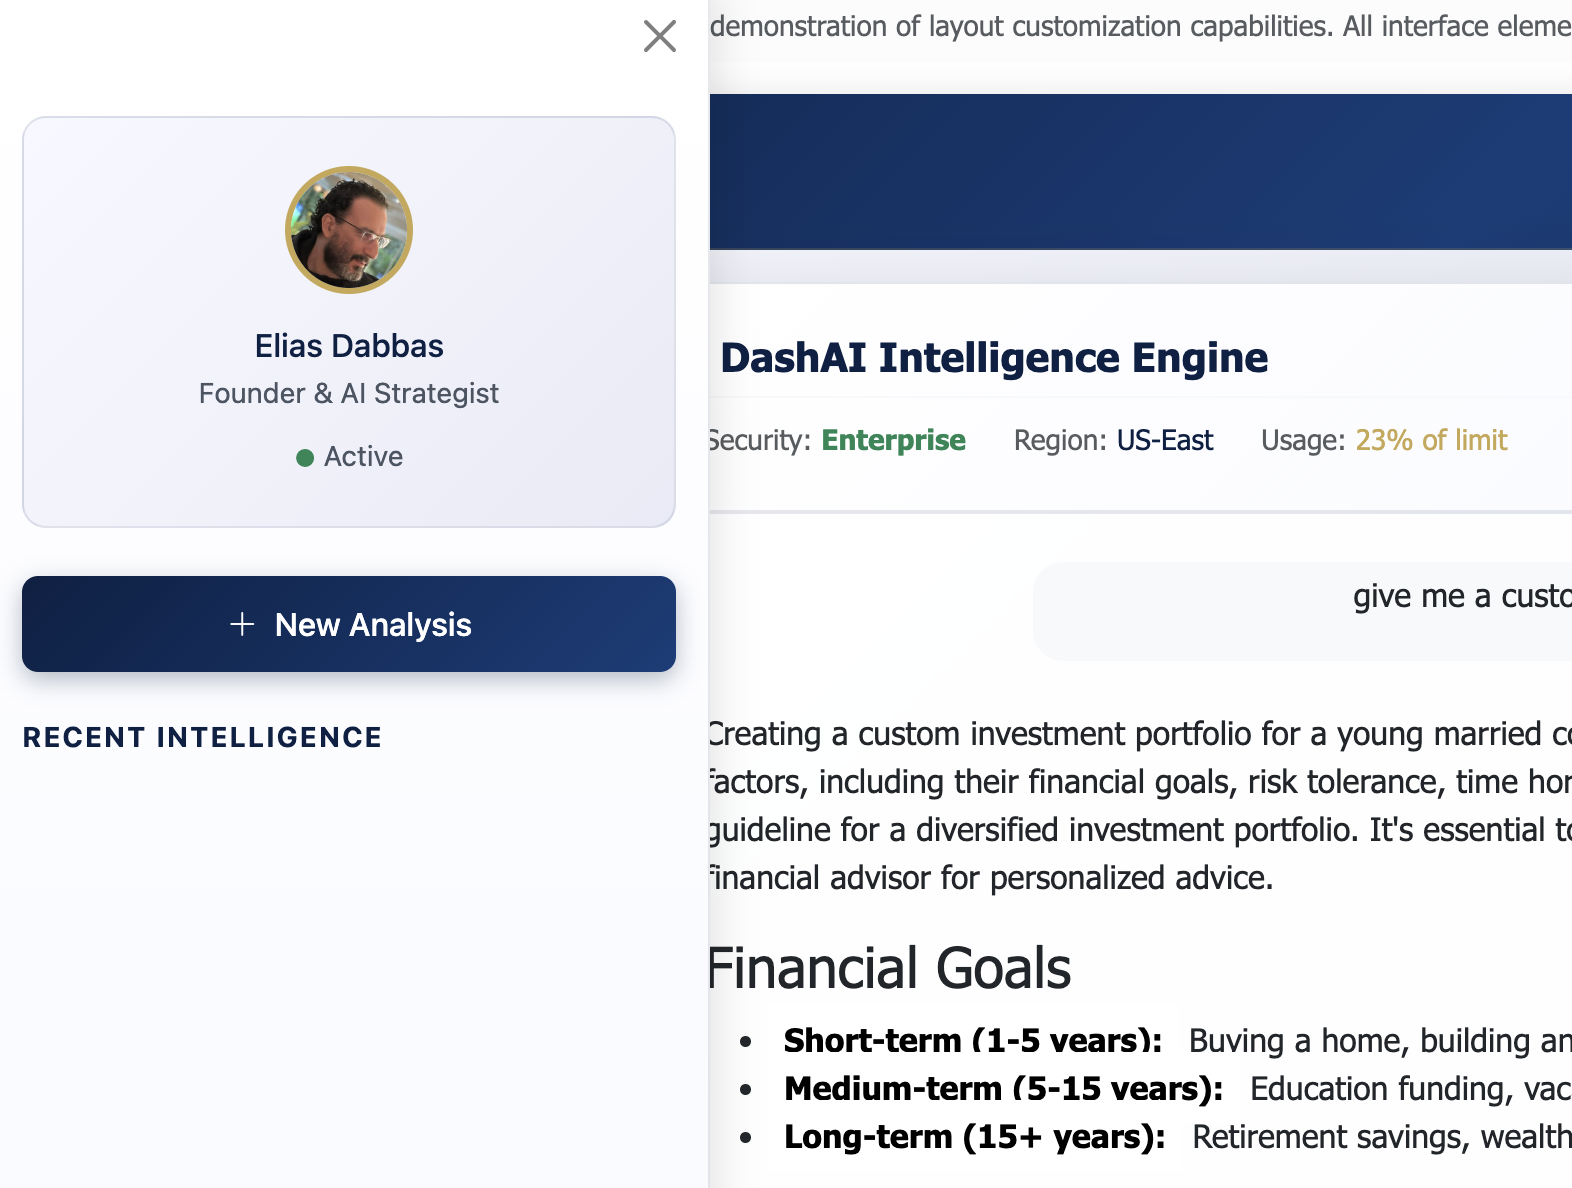 Elias Dabbas
Founder & AI Strategist
Active
New Analysis
RECENT INTELLIGENCE
demonstration of layout customization capabilities. All interface eleme
DashAI Intelligence Engine
Security: Enterprise Region: US-East Usage: 23% of limit
give me a custo
Creating a custom investment portfolio for a young married co
factors, including their financial goals, risk tolerance, time hor
guideline for a diversified investment portfolio. It's essential to
financial advisor for personalized advice.
Financial Goals
• Short-term (1-5 years): Buying a home, building an
• Medium-term (5-15 years): Education funding, vac
• Long-term (15+ years): Retirement savings, wealth